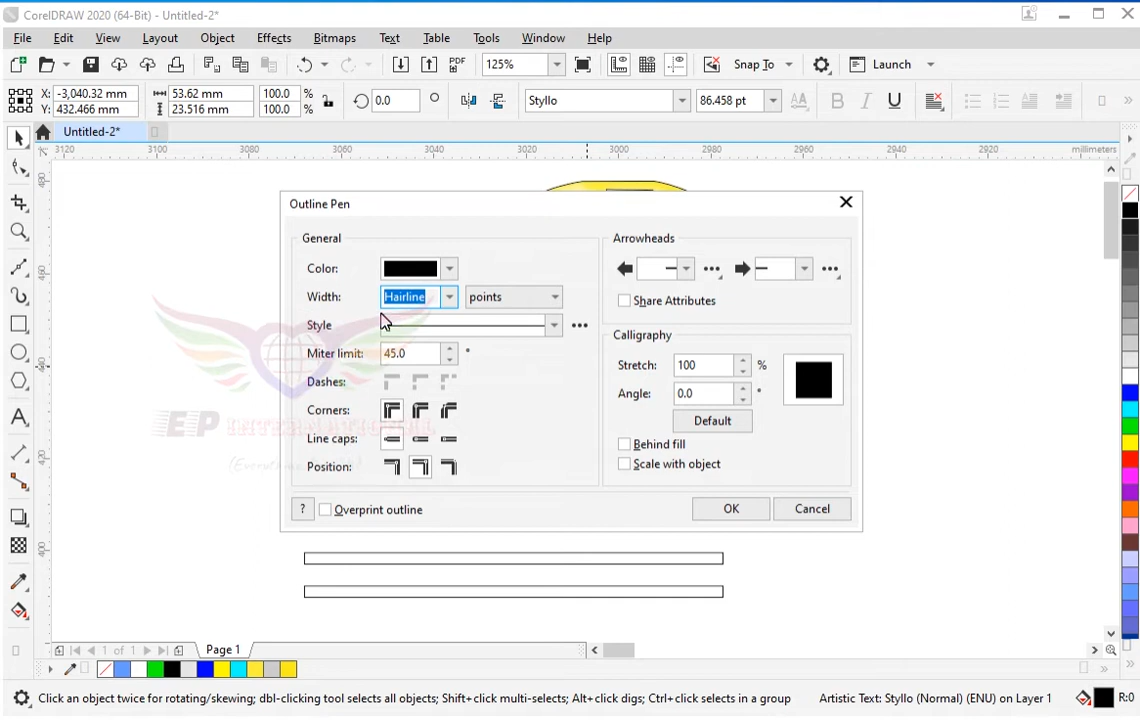 CorelDRAW 2020 (64-Bit) - Untitled-2*
File Edit View Layout Object Effects Bitmaps Text Table Tools Window Help
PDF 125% Snap To Launch
X: -3,040.32 mm 53.62 mm 100.0 % 0.0 ° Styllo 86.458 pt
Y: 432.466 mm 23.516 mm 100.0 %
Untitled-2*
3120 3100 3080 3060 3040 3020 3000 2980 2960 2940 2920 millimeters
Outline Pen
General
Color:
Width: Hairline points
Style
Miter limit: 45.0 °
Dashes:
Corners:
Line caps:
Position:
Arrowheads
Share Attributes
Calligraphy
Stretch: 100 %
Angle: 0.0 °
Default
Behind fill
Scale with object
? Overprint outline OK Cancel
EP INTERNATIONAL
1 of 1 Page 1
Click an object twice for rotating/skewing; dbl-clicking tool selects all objects; Shift+click multi-selects; Alt+click digs; Ctrl+click selects in a group Artistic Text: Styllo (Normal) (ENU) on Layer 1 R:0